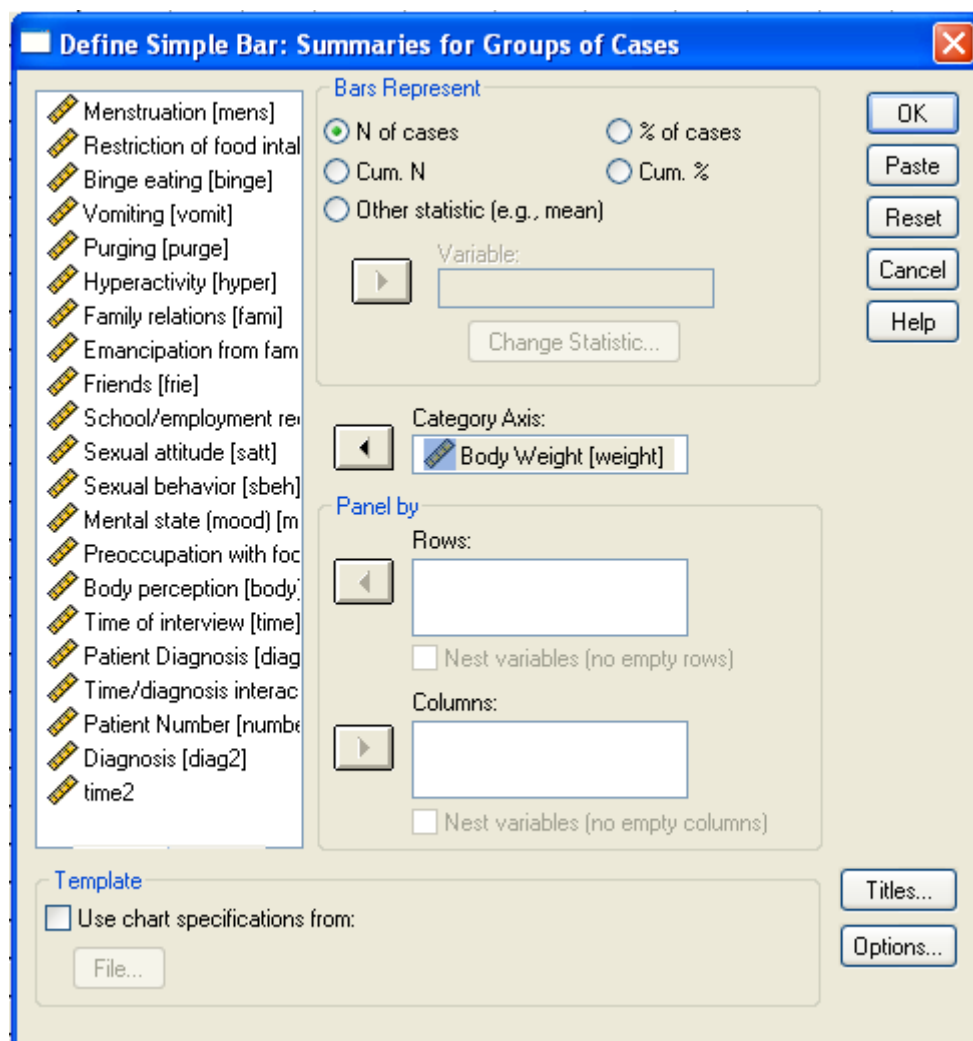 Define Simple Bar: Summaries for Groups of Cases
Menstruation [mens]
Restriction of food intal
Binge eating [binge]
Vomiting [vomit]
Purging [purge]
Hyperactivity [hyper]
Family relations [fami]
Emancipation from fam
Friends [frie]
School/employment re
Sexual attitude [satt]
Sexual behavior [sbeh]
Mental state (mood) [m
Preoccupation with foo
Body perception [body]
Time of interview [time]
Patient Diagnosis [diag
Time/diagnosis interac
Patient Number [numbe
Diagnosis [diag2]
time2
Bars Represent
N of cases
% of cases
Cum. N
Cum. %
Other statistic (e.g., mean)
Variable:
Change Statistic...
Category Axis:
Body Weight [weight]
Panel by
Rows:
Nest variables (no empty rows)
Columns:
Nest variables (no empty columns)
OK
Paste
Reset
Cancel
Help
Template
Use chart specifications from:
File...
Titles...
Options...